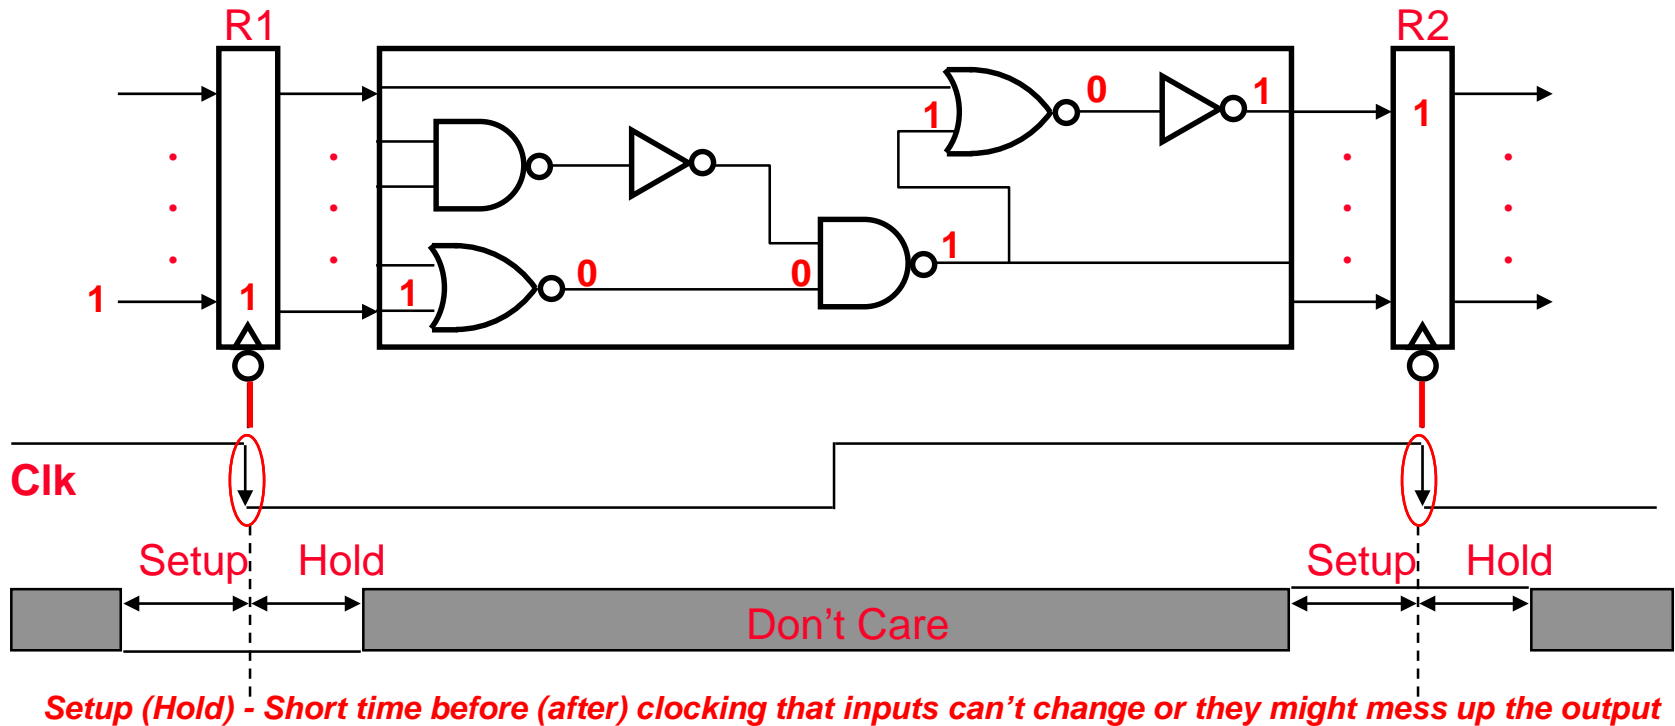 R1 R2
0 1
1 1
1
0 0
1 1 1
Clk
Setup Hold Setup Hold
Don't Care
Setup (Hold) - Short time before (after) clocking that inputs can't change or they might mess up the output